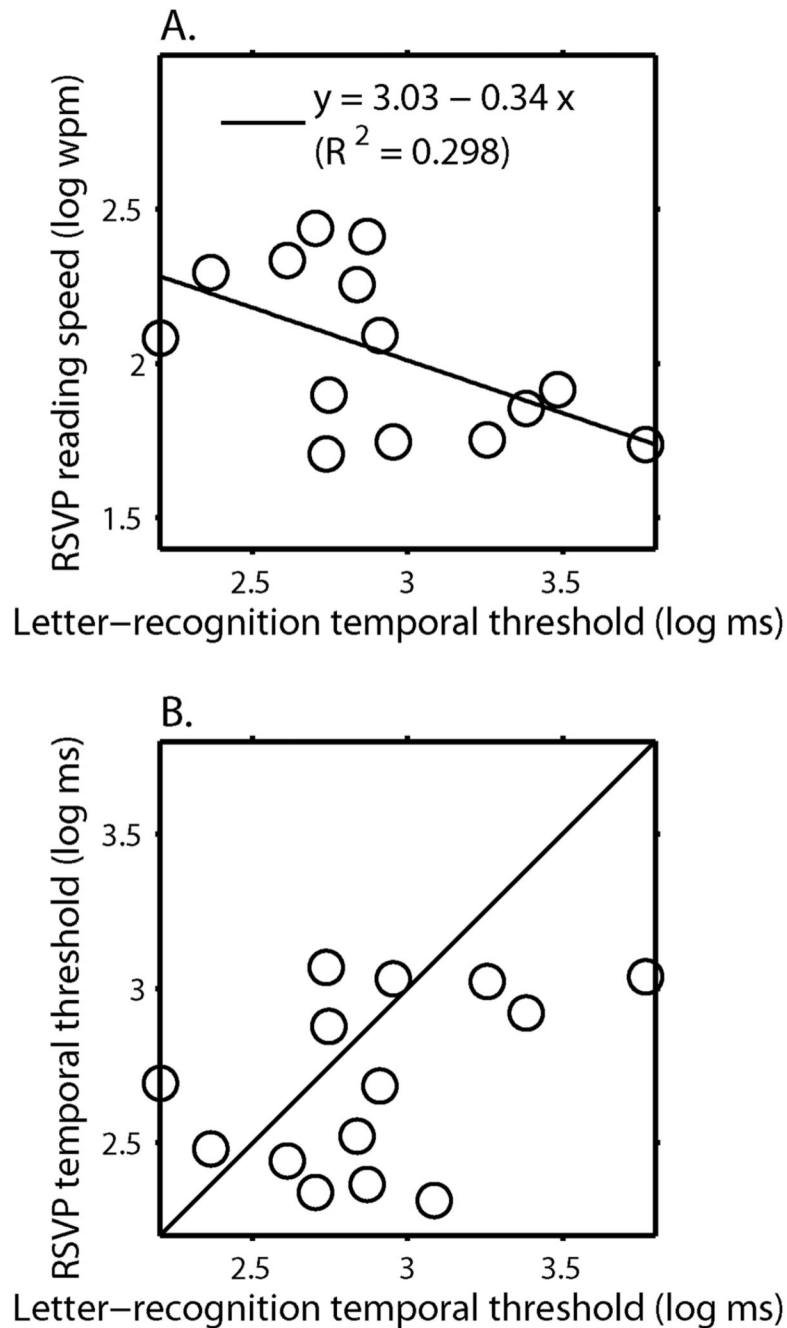 A.
y = 3.03 − 0.34 x
(R 2 = 0.298)
RSVP reading speed (log wpm)
2.5
2
1.5
2.5 3 3.5
Letter−recognition temporal threshold (log ms)
B.
RSVP temporal threshold (log ms)
3.5
3
2.5
2.5 3 3.5
Letter−recognition temporal threshold (log ms)